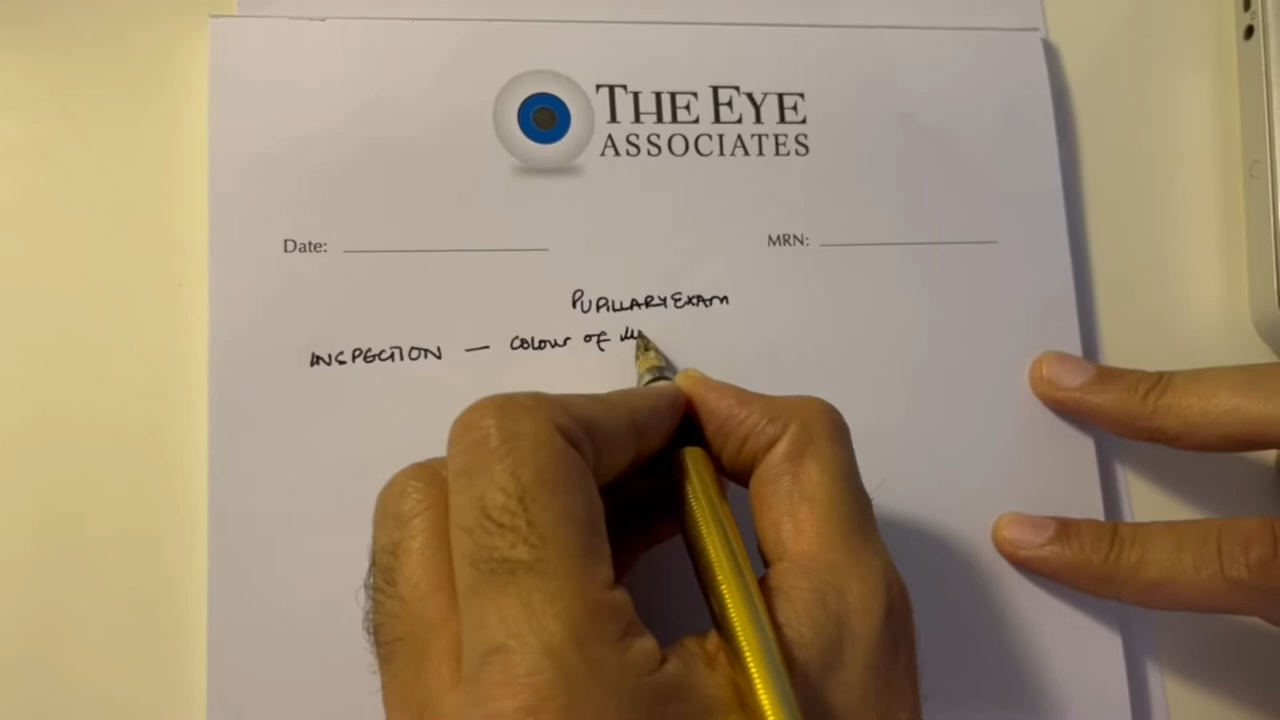 THE EYE
ASSOCIATES
Date:
MRN:
PUPILLARY EXAM
INSPECTION — COLOUR OF